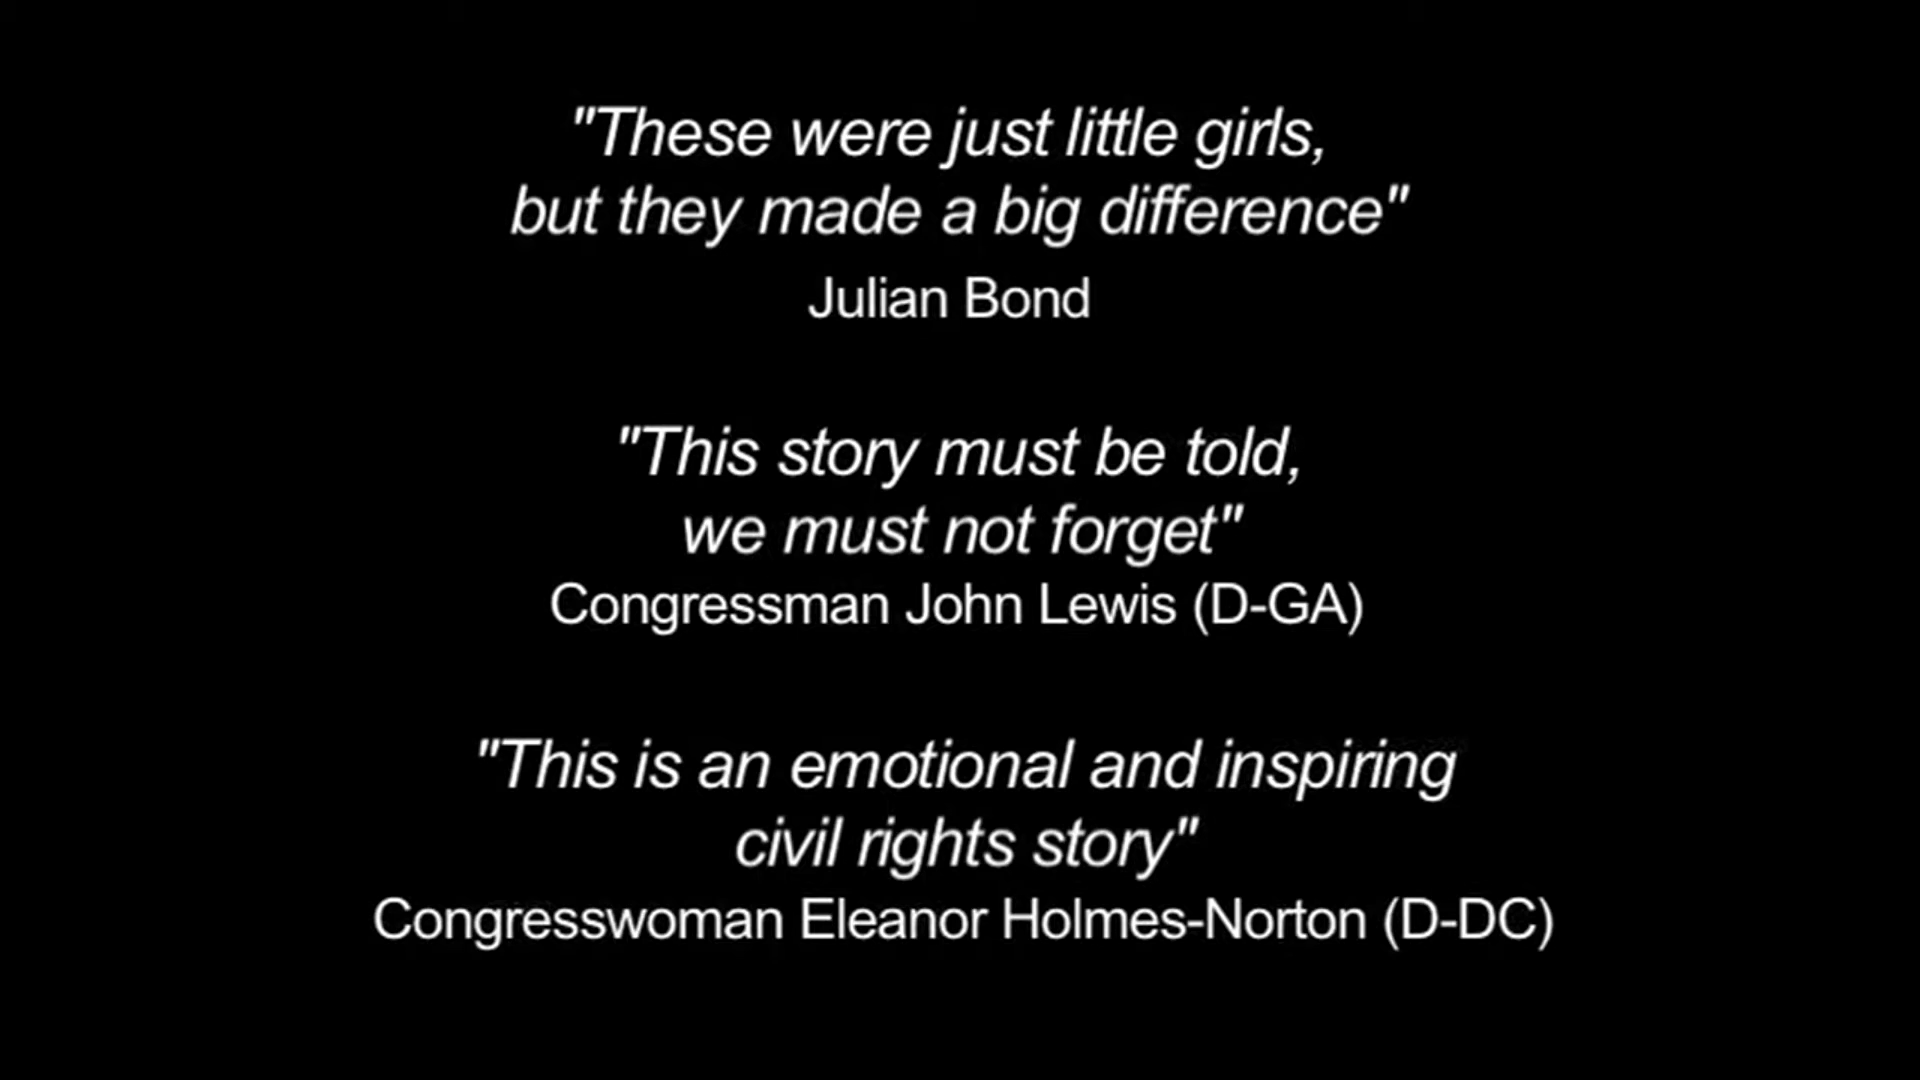 "These were just little girls,
but they made a big difference"
Julian Bond
"This story must be told,
we must not forget"
Congressman John Lewis (D-GA)
"This is an emotional and inspiring
civil rights story"
Congresswoman Eleanor Holmes-Norton (D-DC)